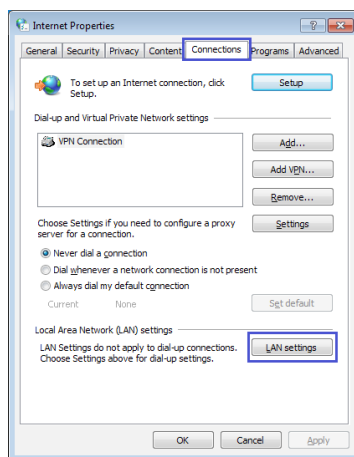 Internet Properties
General Security Privacy Content Connections Programs Advanced
To set up an Internet connection, click
Setup.
Setup
Dial-up and Virtual Private Network settings
VPN Connection
Add...
Add VPN...
Remove...
Choose Settings if you need to configure a proxy
server for a connection.
Settings
Never dial a connection
Dial whenever a network connection is not present
Always dial my default connection
Current None
Set default
Local Area Network (LAN) settings
LAN Settings do not apply to dial-up connections.
Choose Settings above for dial-up settings.
LAN settings
OK Cancel Apply